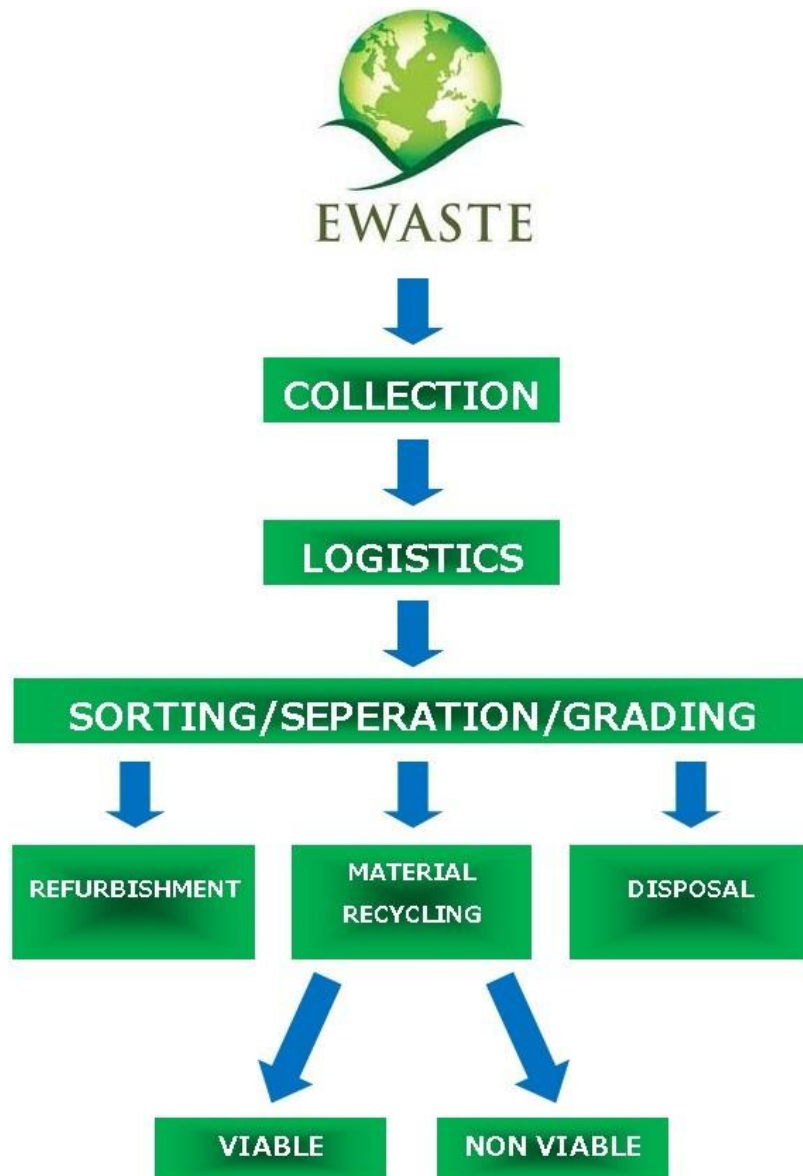 EWASTE
COLLECTION
LOGISTICS
SORTING/SEPERATION/GRADING
REFURBISHMENT
MATERIAL
RECYCLING
DISPOSAL
VIABLE
NON VIABLE